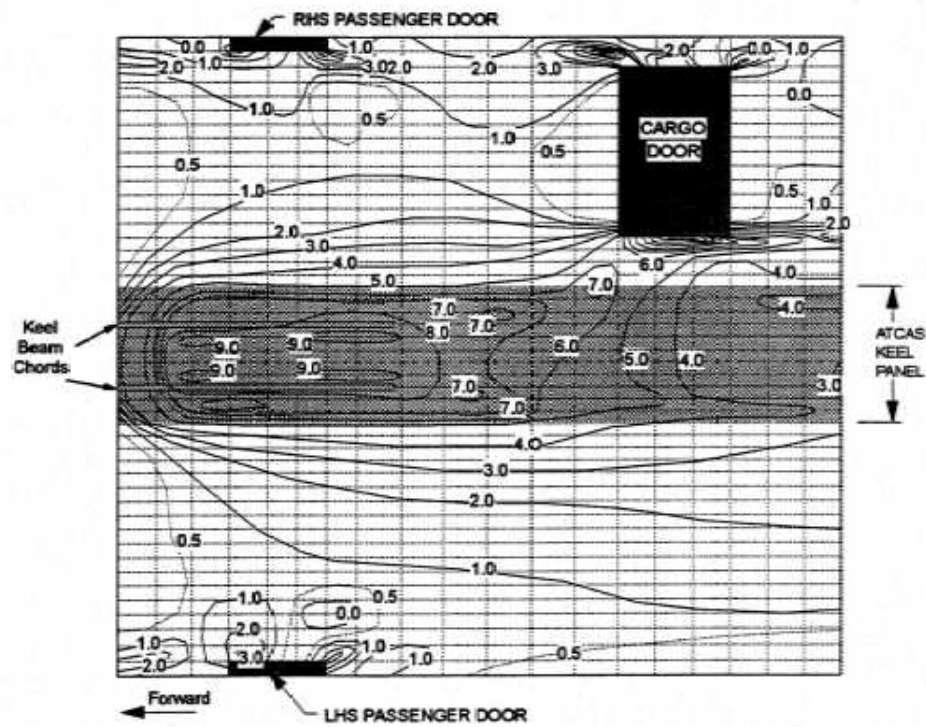 RHS PASSENGER DOOR
0.0 1.0 2.0 0.0 1.0
2.0 1.0 3.0 2.0 2.0 3.0
1.0 1.0 0.0
0.5 CARGO
DOOR
1.0
0.5 0.5
0.5
1.0 1.0
2.0 2.0
3.0
4.0 6.0 1.0
5.0 7.0
7.0 4.0
Keel
Beam
Chords
8.0 7.0
9.0 9.0 6.0
9.0 9.0 5.0 4.0
7.0 3.0
7.0
ATCAS
KEEL
PANEL
4.0
3.0
2.0
0.5
1.0
1.0 0.5
0.0
2.0
1.0 3.0 1.0
2.0 1.0 0.5
Forward
LHS PASSENGER DOOR